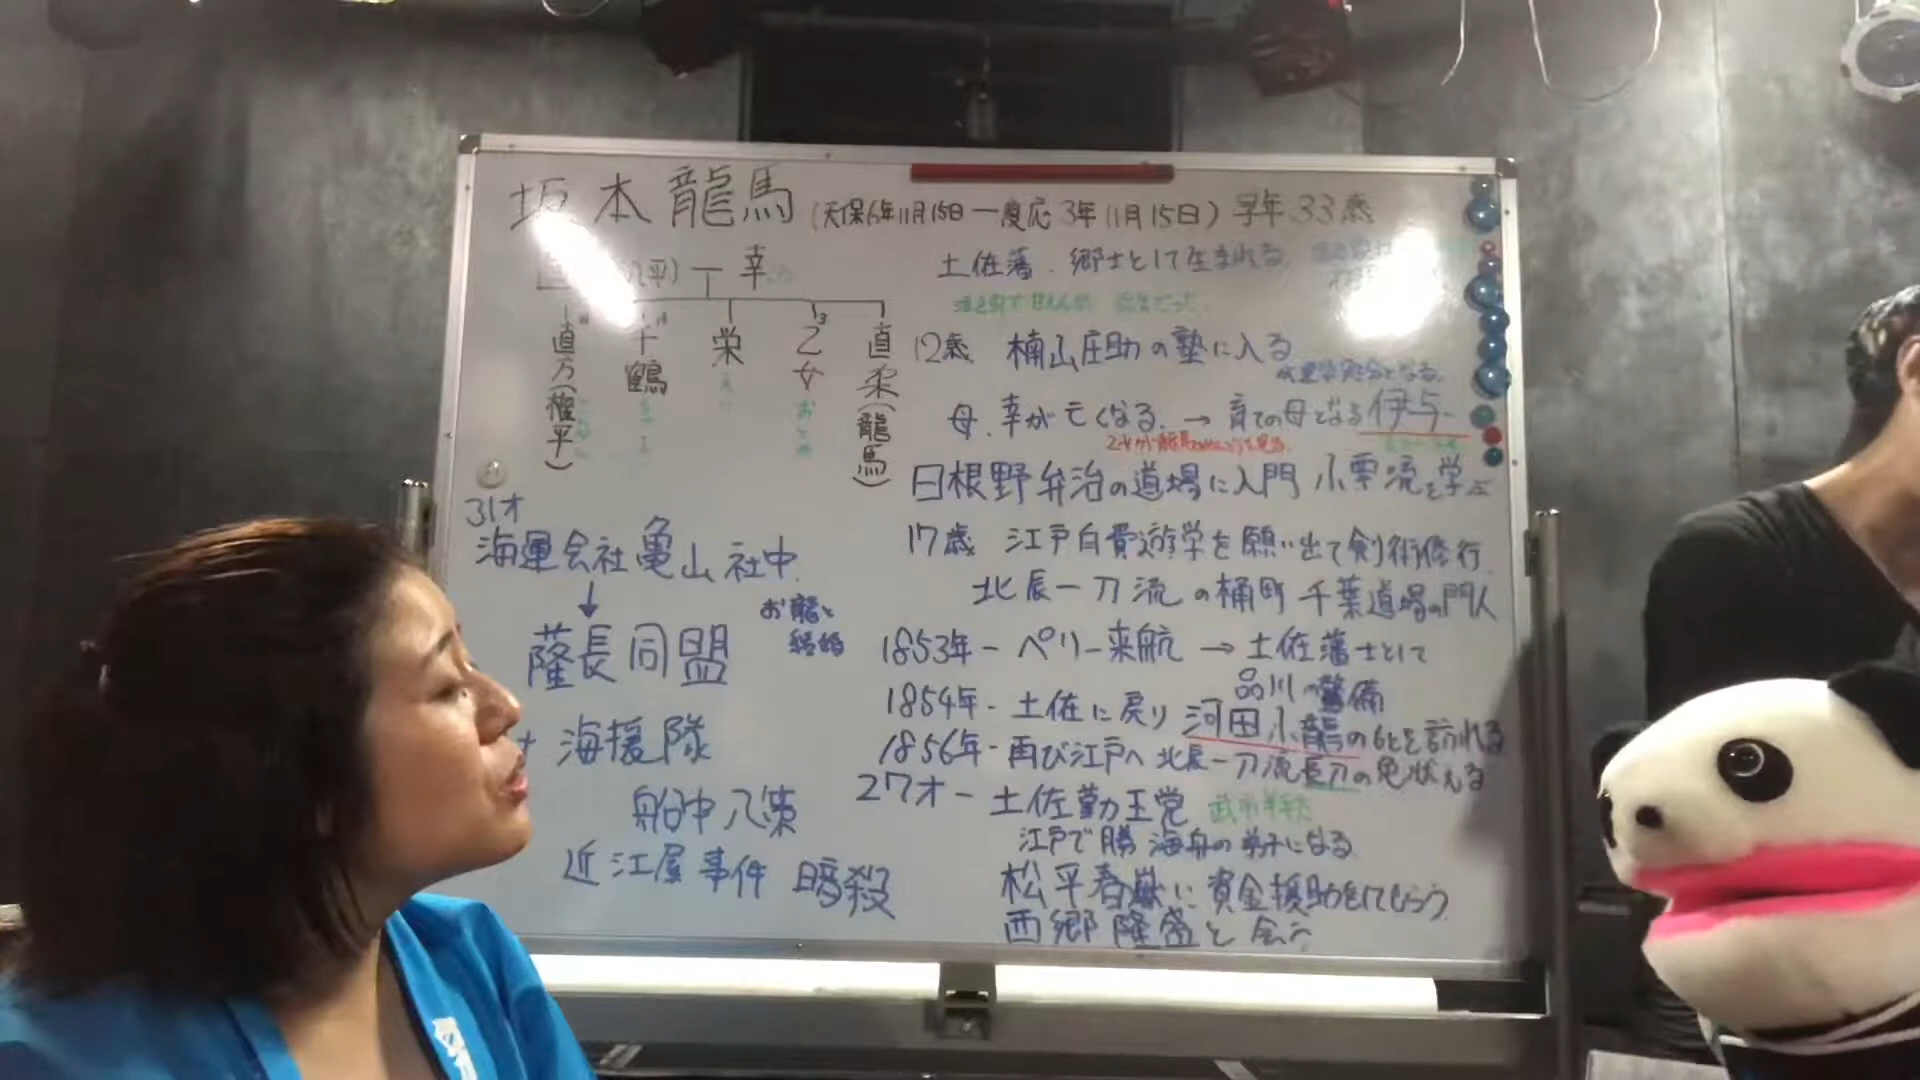 坂本龍馬 (天保6年11月15日ー慶応3年11月15日) 享年33歳
平) 幸
直方(権平)
千鶴
栄
乙女 おとめ
直柔(龍馬)
土佐藩、郷士として生まれる
12歳 楠山庄助の塾に入る
母、幸が亡くなる。→ 育ての母となる伊与
日根野弁治の道場に入門 小栗流を学ぶ
17歳 江戸自費遊学を願い出て剣術修行
北辰一刀流の桶町千葉道場の門人
1853年ーペリー来航 → 土佐藩士として
品川の警備
1854年-土佐に戻り 河田小龍のもとを訪れる
1856年-再び江戸へ 北辰一刀流長刀の免状える
27才ー土佐勤王党
江戸で勝海舟の弟子になる
松平春嶽に資金援助をしてもらう
西郷隆盛と会う
31才
海運会社亀山社中
↓
お龍と
結婚
薩長同盟
海援隊
船中八策
近江屋事件 暗殺